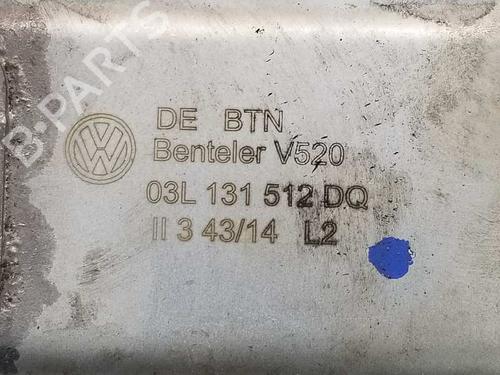 DE BTN
Benteler V520
03L 131 512 DQ
II 3 43/14 L2
B-PARTS